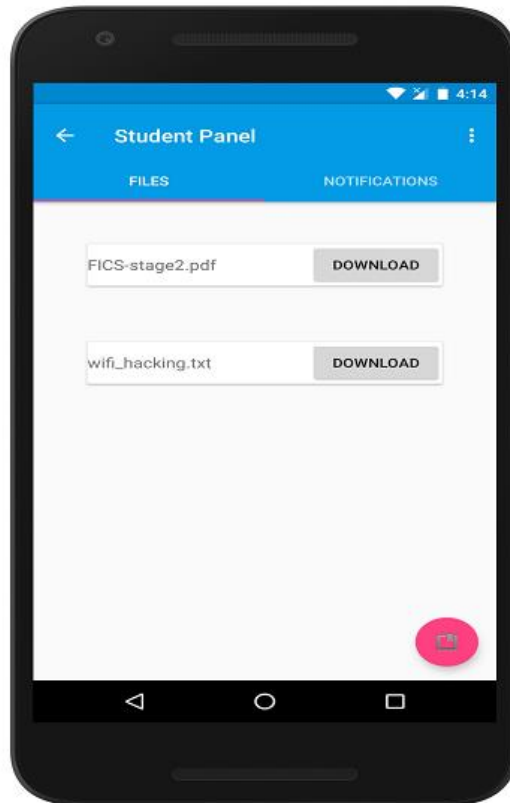 4:14
Student Panel
FILES NOTIFICATIONS
FICS-stage2.pdf DOWNLOAD
wifi_hacking.txt DOWNLOAD